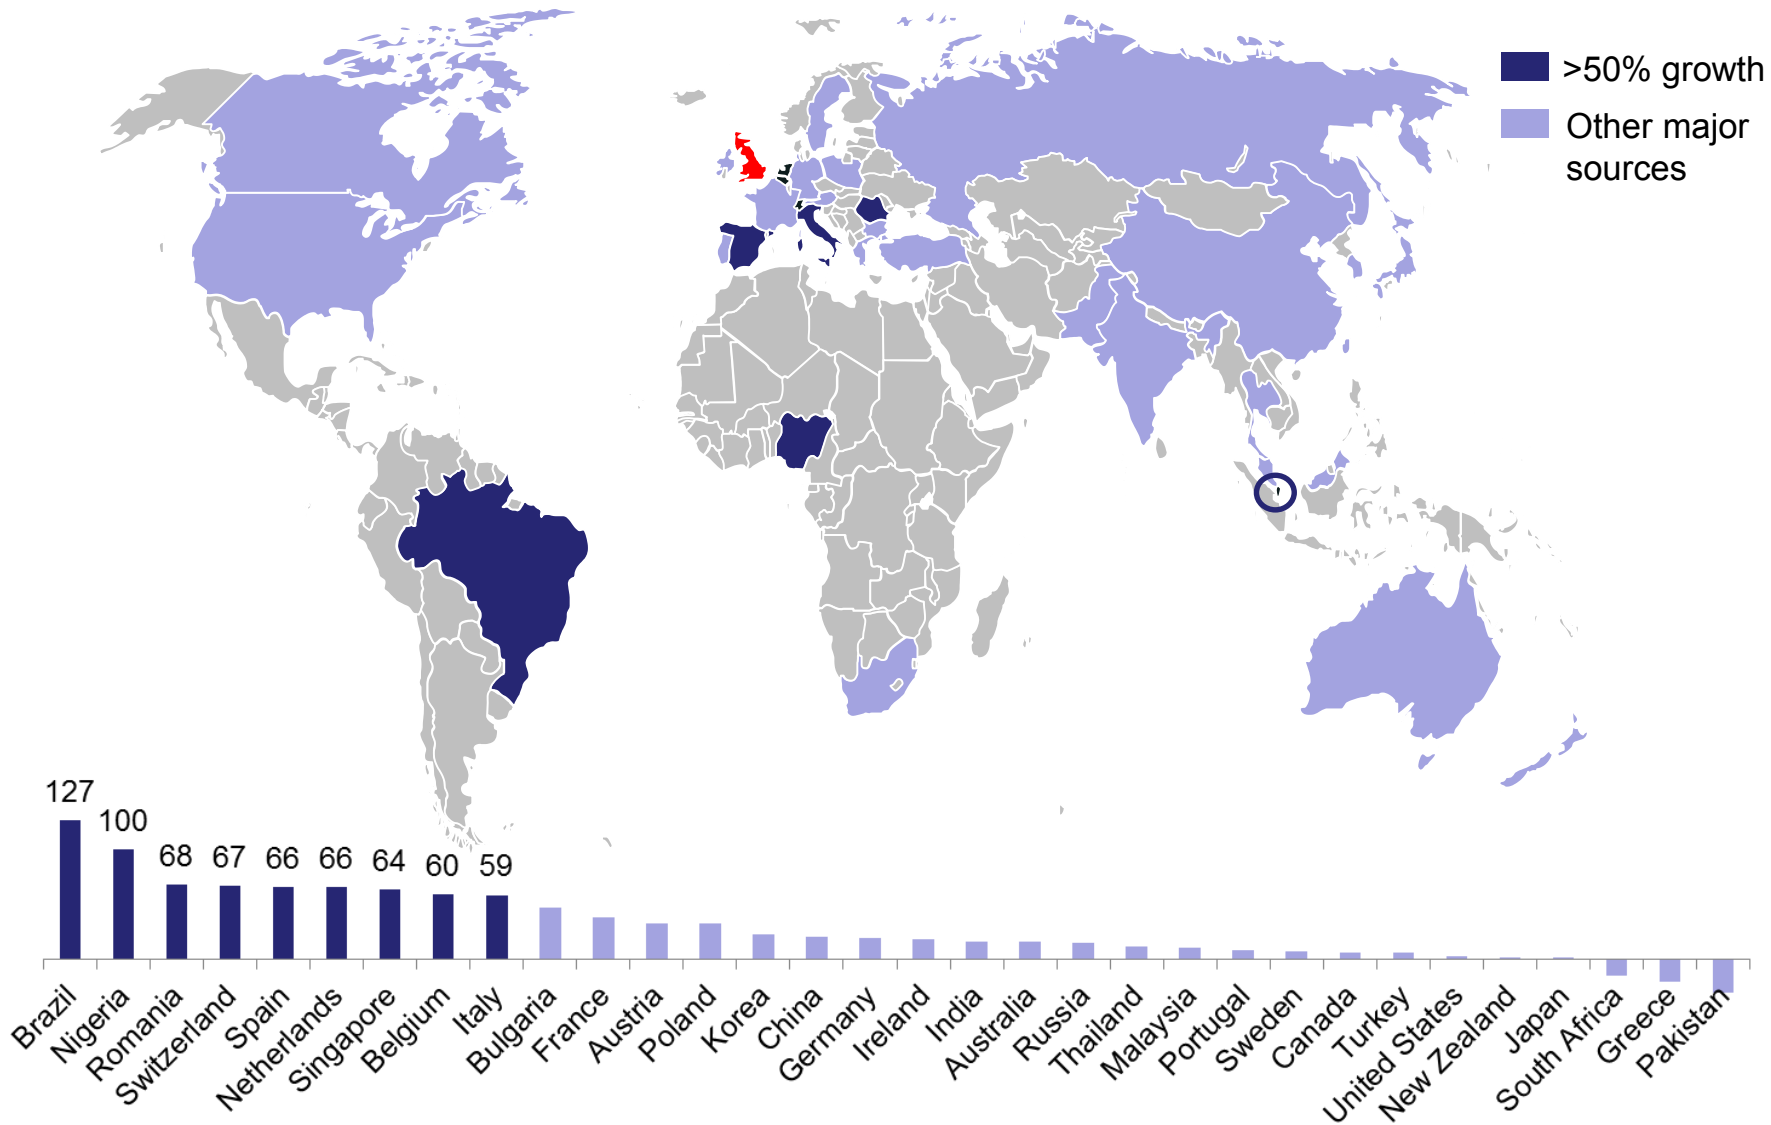 >50% growth
Other major
sources
127
100
68
67
66
66
64
60
59
Brazil
Nigeria
Romania
Switzerland
Spain
Netherlands
Singapore
Belgium
Italy
Bulgaria
France
Austria
Poland
Korea
China
Germany
Ireland
India
Australia
Russia
Thailand
Malaysia
Portugal
Sweden
Canada
Turkey
United States
New Zealand
Japan
South Africa
Greece
Pakistan